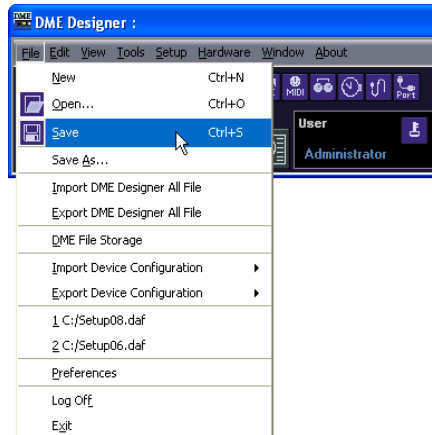 DME DME Designer :
File Edit View Tools Setup Hardware Window About
New Ctrl+N
Open... Ctrl+O
Save Ctrl+S
Save As...
Import DME Designer All File
Export DME Designer All File
DME File Storage
Import Device Configuration
Export Device Configuration
1 C:/Setup08.daf
2 C:/Setup06.daf
Preferences
Log Off
Exit
MIDI Port
User
Administrator